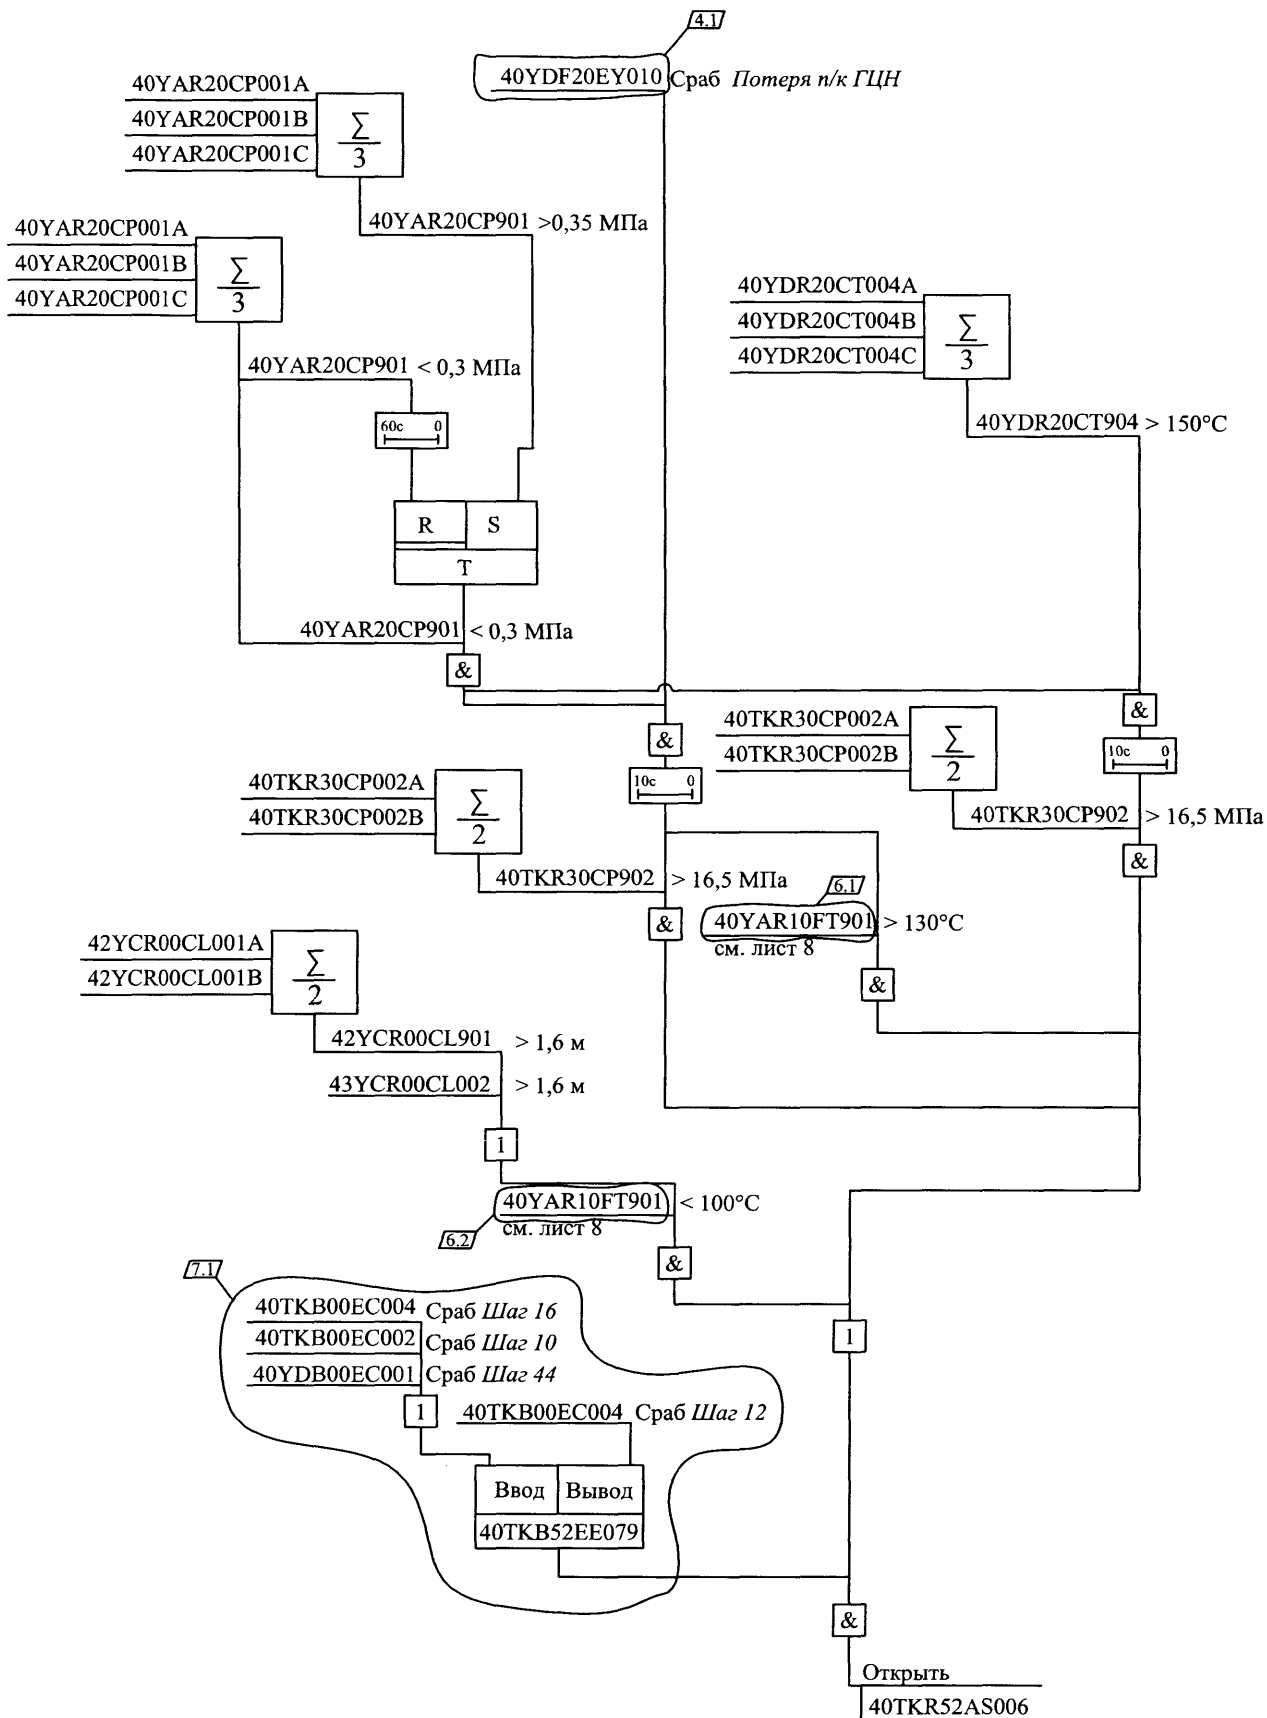 4.1
40YDF20EY010 Сраб Потеря п/к ГЦН
40YAR20CP001A
40YAR20CP001B
40YAR20CP001C
Σ
3
40YAR20CP901 >0,35 МПа
40YAR20CP001A
40YAR20CP001B
40YAR20CP001C
Σ
3
40YDR20CT004A
40YDR20CT004B
40YDR20CT004C
Σ
3
40YAR20CP901 < 0,3 МПа
60с 0
40YDR20CT904 > 150°С
R S
T
40YAR20CP901 < 0,3 МПа
&
&
40TKR30CP002A
40TKR30CP002B
Σ
2
&
10с 0
10с 0
40TKR30CP002A
40TKR30CP002B
Σ
2
40TKR30CP902 > 16,5 МПа
&
40TKR30CP902 > 16,5 МПа
6.1
&
40YAR10FT901 > 130°С
см. лист 8
42YCR00CL001A
42YCR00CL001B
Σ
2
&
42YCR00CL901 > 1,6 м
43YCR00CL002 > 1,6 м
1
40YAR10FT901 < 100°С
см. лист 8
6.2
&
7.1
40TKB00EC004 Сраб Шаг 16
40TKB00EC002 Сраб Шаг 10
40YDB00EC001 Сраб Шаг 44
1
1
40TKB00EC004 Сраб Шаг 12
Ввод Вывод
40TKB52EE079
&
Открыть
40TKR52AS006